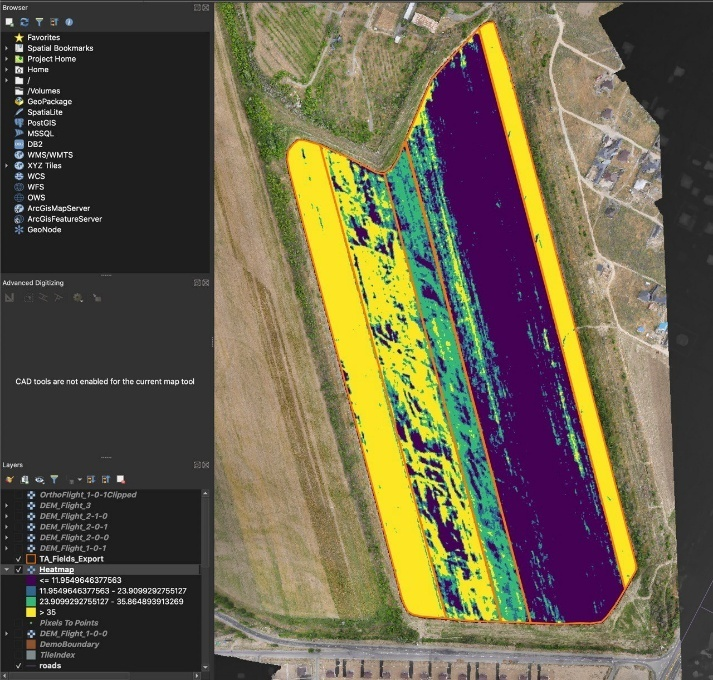 Browser
Favorites
Spatial Bookmarks
Project Home
Home
/
/Volumes
GeoPackage
SpatiaLite
PostGIS
MSSQL
DB2
WMS/WMTS
XYZ Tiles
WCS
WFS
OWS
ArcGisMapServer
ArcGisFeatureServer
GeoNode
Advanced Digitizing
CAD tools are not enabled for the current map tool
Layers
OrthoFlight_1-0-1Clipped
DEM_Flight_3
DEM_Flight_2-1-0
DEM_Flight_2-0-1
DEM_Flight_2-0-0
DEM_Flight_1-0-1
TA_Fields_Export
Heatmap
<= 11.9549646377563
11.9549646377563 - 23.9099292755127
23.9099292755127 - 35.864893913269
> 35
Pixels To Points
DEM_Flight_1-0-0
DemoBoundary
TileIndex
roads